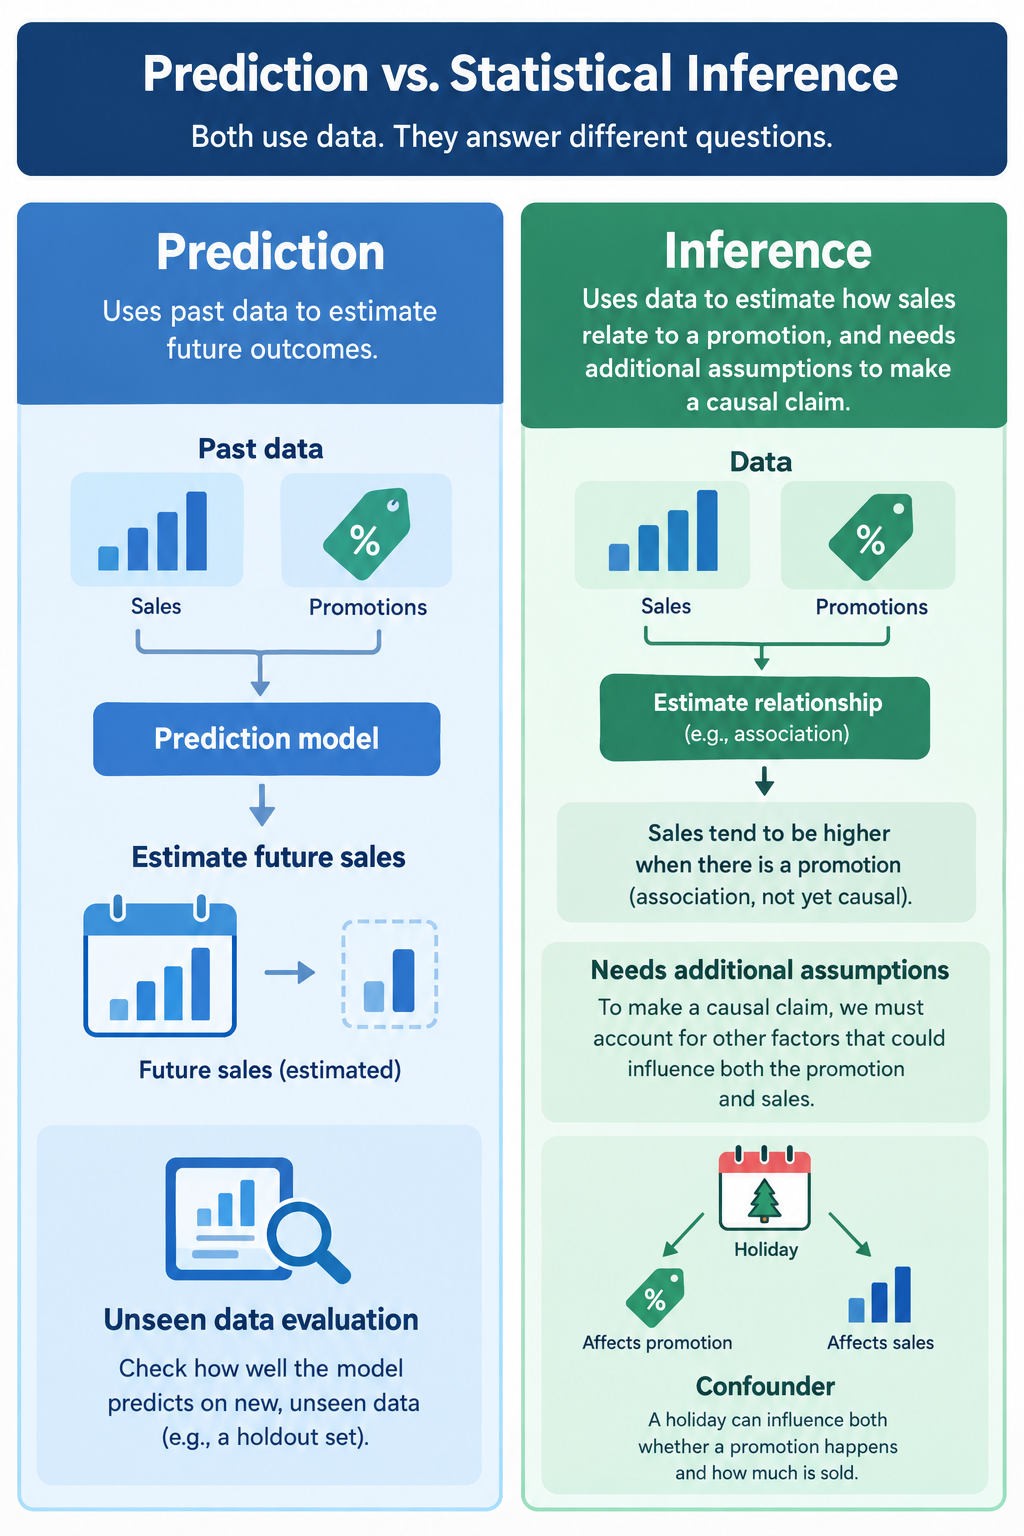 Prediction vs. Statistical Inference
Both use data. They answer different questions.
Prediction
Uses past data to estimate
future outcomes.
Past data
%
Sales
Promotions
Prediction model
Estimate future sales
Future sales (estimated)
Unseen data evaluation
Check how well the model
predicts on new, unseen data
(e.g., a holdout set).
Inference
Uses data to estimate how sales
relate to a promotion, and needs
additional assumptions to make
a causal claim.
Data
%
Sales
Promotions
Estimate relationship
(e.g., association)
Sales tend to be higher
when there is a promotion
(association, not yet causal).
Needs additional assumptions
To make a causal claim, we must
account for other factors that could
influence both the promotion
and sales.
Holiday
%
Affects promotion
Affects sales
Confounder
A holiday can influence both
whether a promotion happens
and how much is sold.